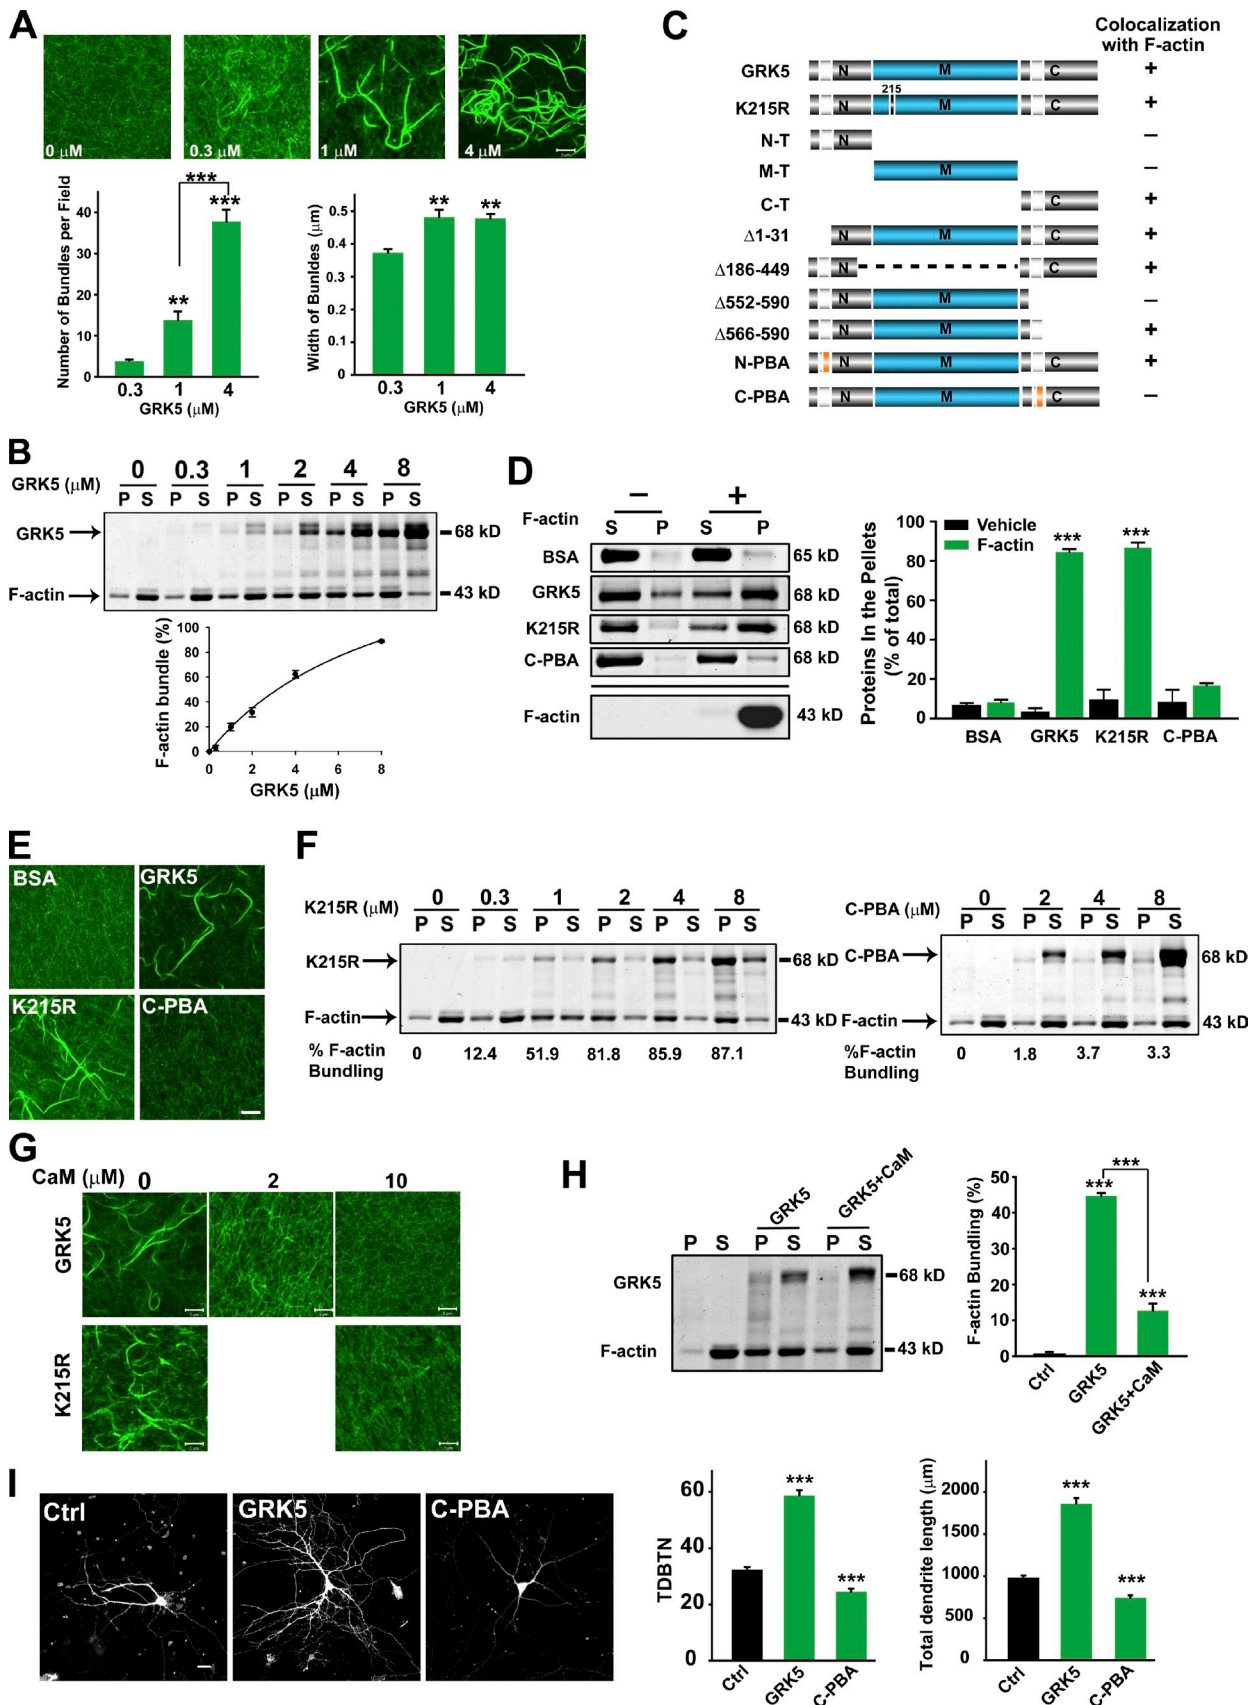 A
0 μM
0.3 μM
1 μM
4 μM
Number of Bundles per Field
40
30
20
10
0
**
***
***
0.3 1 4
GRK5 (μM)
Width of Bunldes (μm)
0.5
0.4
0.3
0.2
0.1
0
**
**
0.3 1 4
GRK5 (μM)
B
GRK5 (μM)
0 0.3 1 2 4 8
P S P S P S P S P S P S
GRK5
68 kD
F-actin
43 kD
F-actin bundle (%)
100
80
60
40
20
0
0 2 4 6 8
GRK5 (μM)
C
Colocalization
with F-actin
GRK5 N M C +
215
K215R N M C +
N-T N –
M-T M –
C-T C +
Δ1-31 N M C +
Δ186-449 N C +
Δ552-590 N M –
Δ566-590 N M +
N-PBA N M C +
C-PBA N M C –
D
F-actin
– +
S P S P
BSA 65 kD
GRK5 68 kD
K215R 68 kD
C-PBA 68 kD
F-actin 43 kD
Proteins In the Pellets
(% of total)
100
80
60
40
20
0
Vehicle
F-actin
***
***
BSA GRK5 K215R C-PBA
E
BSA
GRK5
K215R
C-PBA
F
K215R (μM)
0 0.3 1 2 4 8
P S P S P S P S P S P S
K215R
68 kD
F-actin
43 kD
% F-actin
Bundling
0 12.4 51.9 81.8 85.9 87.1
C-PBA (μM)
0 2 4 8
P S P S P S P S
C-PBA
68 kD
F-actin
43 kD
%F-actin
Bundling
0 1.8 3.7 3.3
G
CaM (μM)
0 2 10
GRK5
K215R
H
GRK5
GRK5+CaM
P S P S P S
GRK5
68 kD
F-actin
43 kD
F-actin Bundling (%)
50
40
30
20
10
0
***
***
***
Ctrl
GRK5
GRK5+CaM
I
Ctrl
GRK5
C-PBA
TDBTN
60
40
20
0
***
***
Ctrl
GRK5
C-PBA
Total dendrite length (μm)
2000
1500
1000
500
0
***
***
Ctrl
GRK5
C-PBA